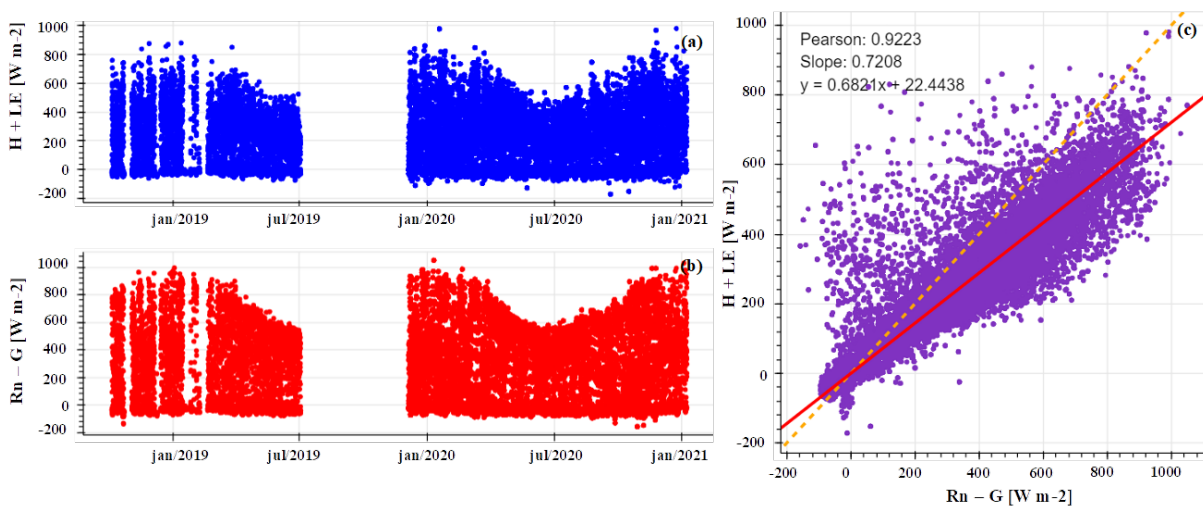 (a)
H + LE [W m-2]
1000
800
600
400
200
0
-200
jan/2019
jul/2019
jan/2020
jul/2020
jan/2021
(b)
Rn – G [W m-2]
1000
800
600
400
200
0
-200
jan/2019
jul/2019
jan/2020
jul/2020
jan/2021
(c)
Pearson: 0.9223
Slope: 0.7208
y = 0.6821x + 22.4438
H + LE [W m-2]
1000
800
600
400
200
0
-200
-200
0
200
400
600
800
1000
Rn – G [W m-2]